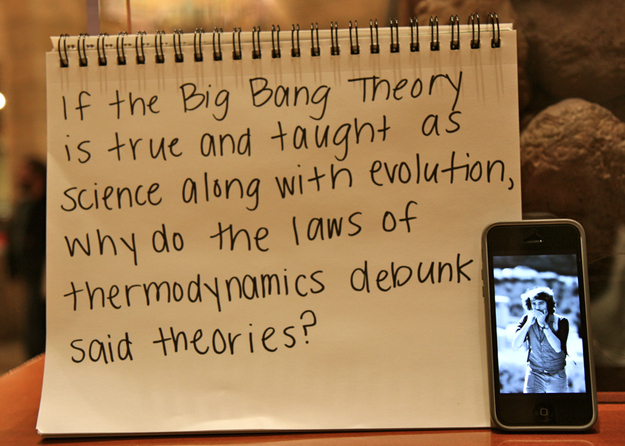 If the Big Bang Theory
is true and taught as
science along with evolution,
why do the laws of
thermodynamics debunk
said theories?